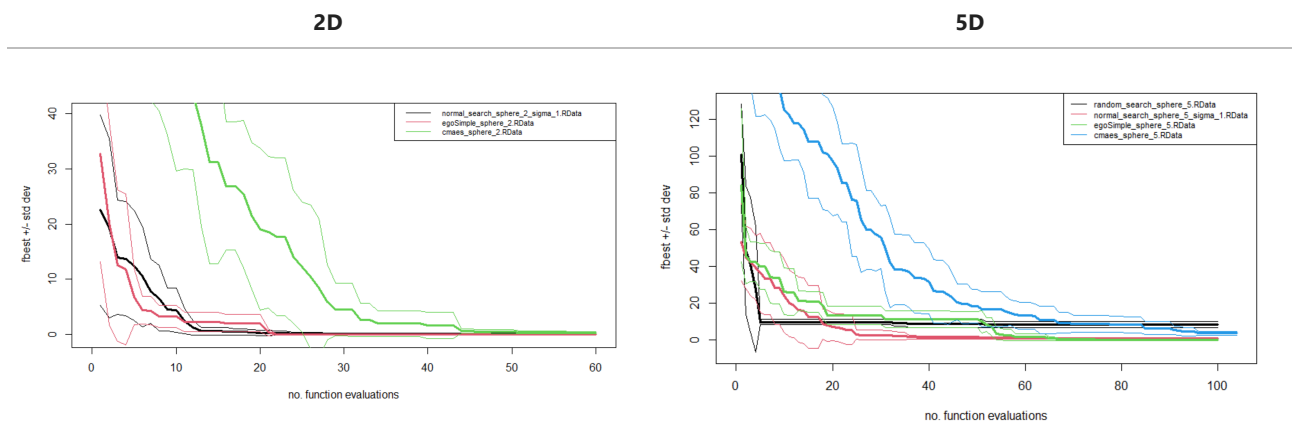 2D
5D
normal_search_sphere_2_sigma_1.RData
egoSimple_sphere_2.RData
cmaes_sphere_2.RData
fbest +/- std dev
0
10
20
30
40
0 10 20 30 40 50 60
no. function evaluations
random_search_sphere_5.RData
normal_search_sphere_5_sigma_1.RData
egoSimple_sphere_5.RData
cmaes_sphere_5.RData
fbest +/- std dev
0
20
40
60
80
100
120
0 20 40 60 80 100
no. function evaluations